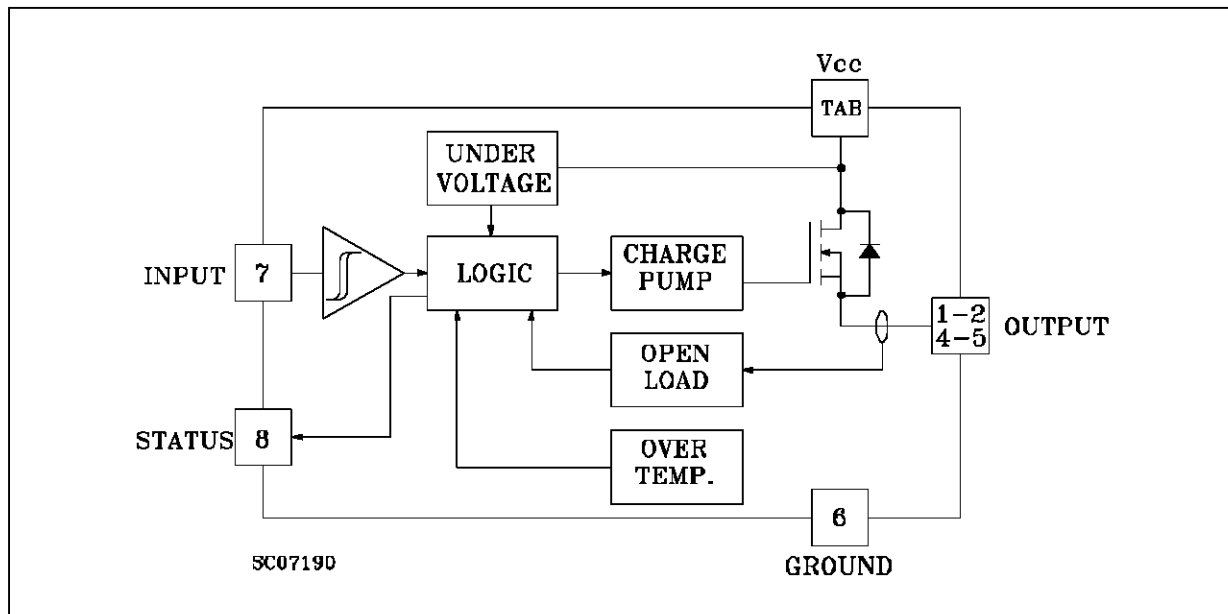 Vcc
TAB
UNDER
VOLTAGE
INPUT
7
LOGIC
CHARGE
PUMP
1-2
4-5
OUTPUT
OPEN
LOAD
STATUS
8
OVER
TEMP.
6
GROUND
SC07190